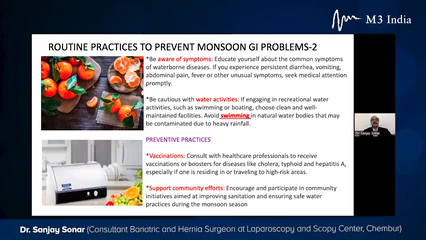 M3 India
ROUTINE PRACTICES TO PREVENT MONSOON GI PROBLEMS-2
*Be aware of symptoms: Educate yourself about the common symptoms
of waterborne diseases. If you experience persistent diarrhea, vomiting,
abdominal pain, fever or other unusual symptoms, seek medical attention
promptly.
*Be cautious with water activities: If engaging in recreational water
activities, such as swimming or boating, choose clean and well-
maintained facilities. Avoid swimming in natural water bodies that may
be contaminated due to heavy rainfall.
PREVENTIVE PRACTICES
*Vaccinations: Consult with healthcare professionals to receive
vaccinations or boosters for diseases like cholera, typhoid and hepatitis A,
especially if one is residing in or traveling to high-risk areas.
*Support community efforts: Encourage and participate in community
initiatives aimed at improving sanitation and ensuring safe water
practices during the monsoon season
Dr. Sanjay Sonar (Consultant Bariatric and Hernia Surgeon at Laparoscopy and Scopy Center, Chembur)